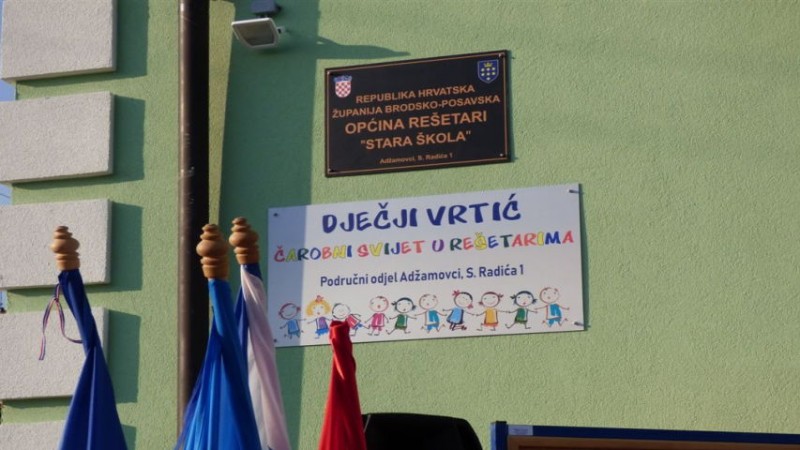 REPUBLIKA HRVATSKA
ŽUPANIJA BRODSKO-POSAVSKA
OPĆINA REŠETARI
"STARA ŠKOLA"
Adžamovci, S. Radića 1
DJEČJI VRTIĆ
ČAROBNI SVIJET U REŠETARIMA
Područni odjel Adžamovci, S. Radića 1